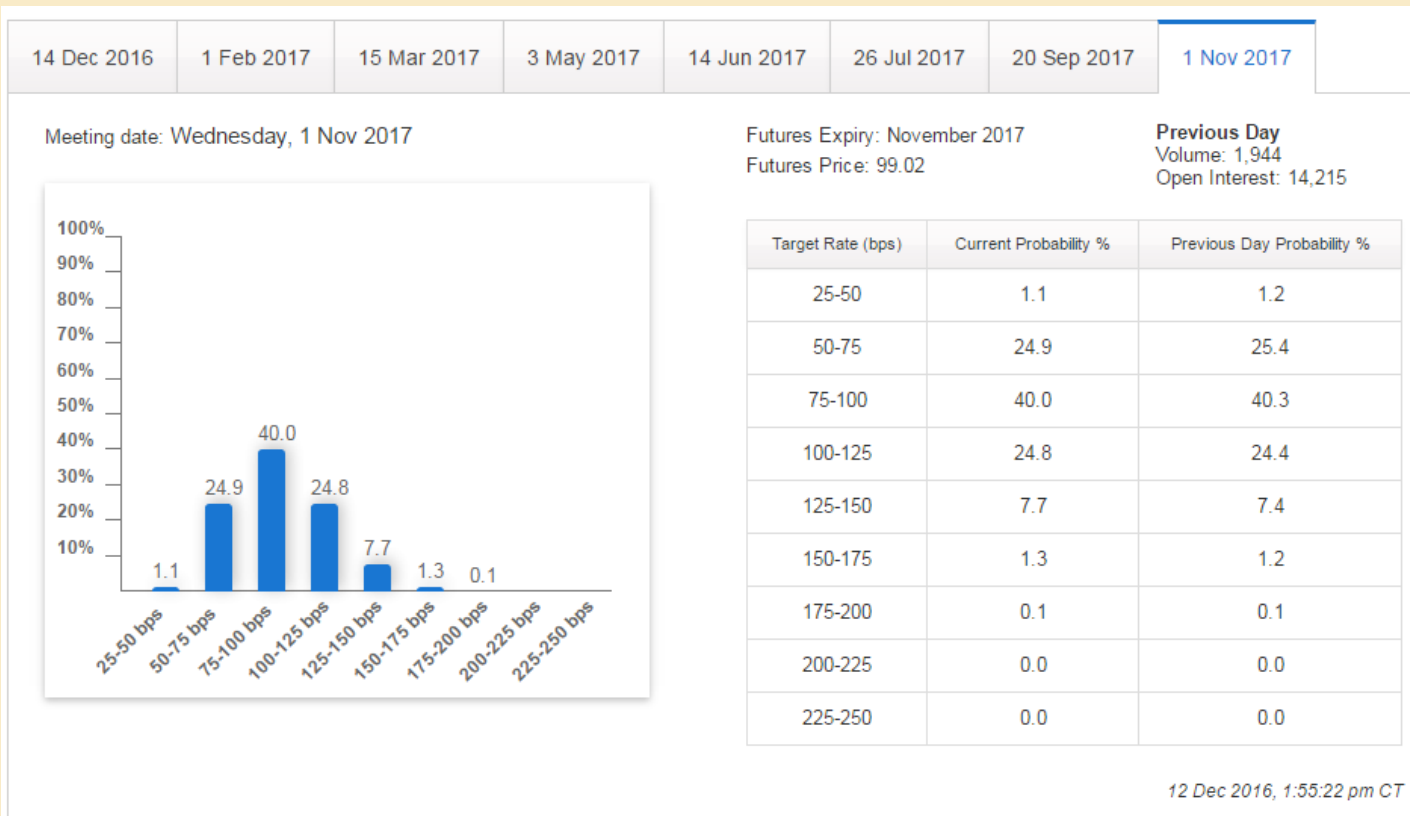 14 Dec 2016 1 Feb 2017 15 Mar 2017 3 May 2017 14 Jun 2017 26 Jul 2017 20 Sep 2017 1 Nov 2017
Meeting date: Wednesday, 1 Nov 2017
100%
90%
80%
70%
60%
50%
40%
30%
20%
10%
1.1
24.9
40.0
24.8
7.7
1.3
0.1
25-50 bps
50-75 bps
75-100 bps
100-125 bps
125-150 bps
150-175 bps
175-200 bps
200-225 bps
225-250 bps
Futures Expiry: November 2017
Futures Price: 99.02
Previous Day
Volume: 1,944
Open Interest: 14,215
Target Rate (bps) Current Probability % Previous Day Probability %
25-50 1.1 1.2
50-75 24.9 25.4
75-100 40.0 40.3
100-125 24.8 24.4
125-150 7.7 7.4
150-175 1.3 1.2
175-200 0.1 0.1
200-225 0.0 0.0
225-250 0.0 0.0
12 Dec 2016, 1:55:22 pm CT